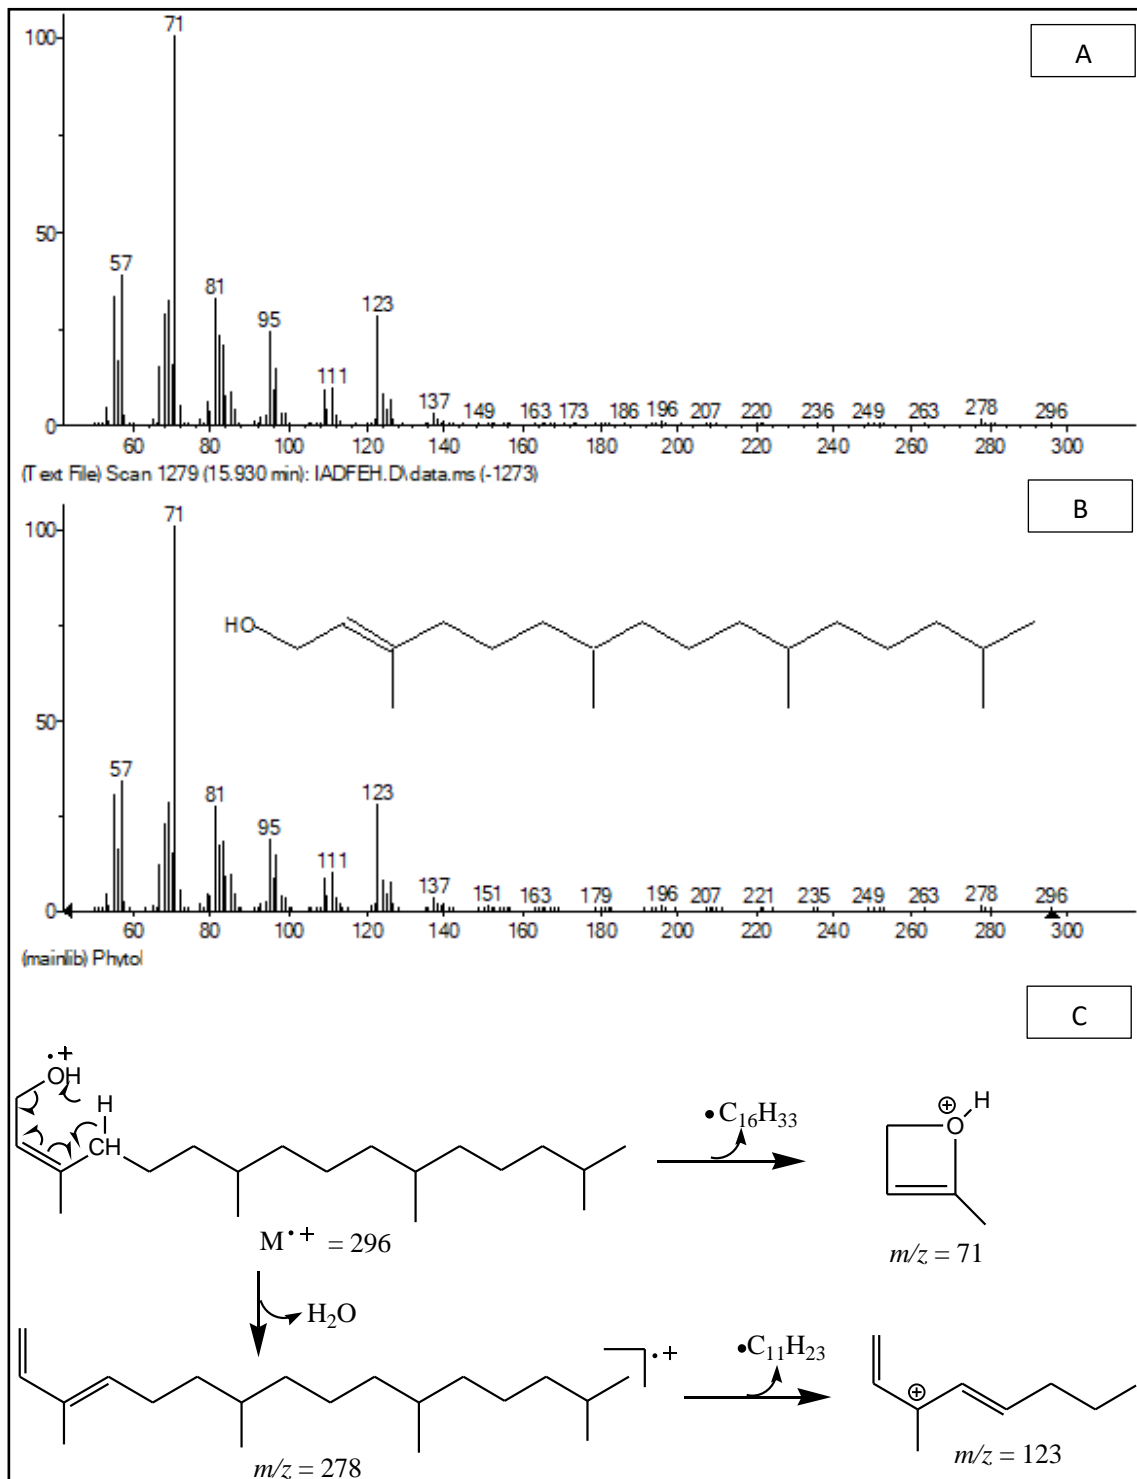 A
100
50
0
71
57
81
95
111
123
137
149
163
173
186
196
207
220
236
249
263
278
296
60 80 100 120 140 160 180 200 220 240 260 280 300
(Text File) Scan 1279 (15.930 min): IADFEH.D\data.ms (-1273)
B
100
50
0
71
HO
57
81
95
111
123
137
151
163
179
196
207
221
235
249
263
278
296
60 80 100 120 140 160 180 200 220 240 260 280 300
(mainlib) Phytol
C
•+
OH
H
CH
M•+ = 296
•C16H33
⊕
H
O
m/z = 71
H2O
•+
m/z = 278
•C11H23
⊕
m/z = 123